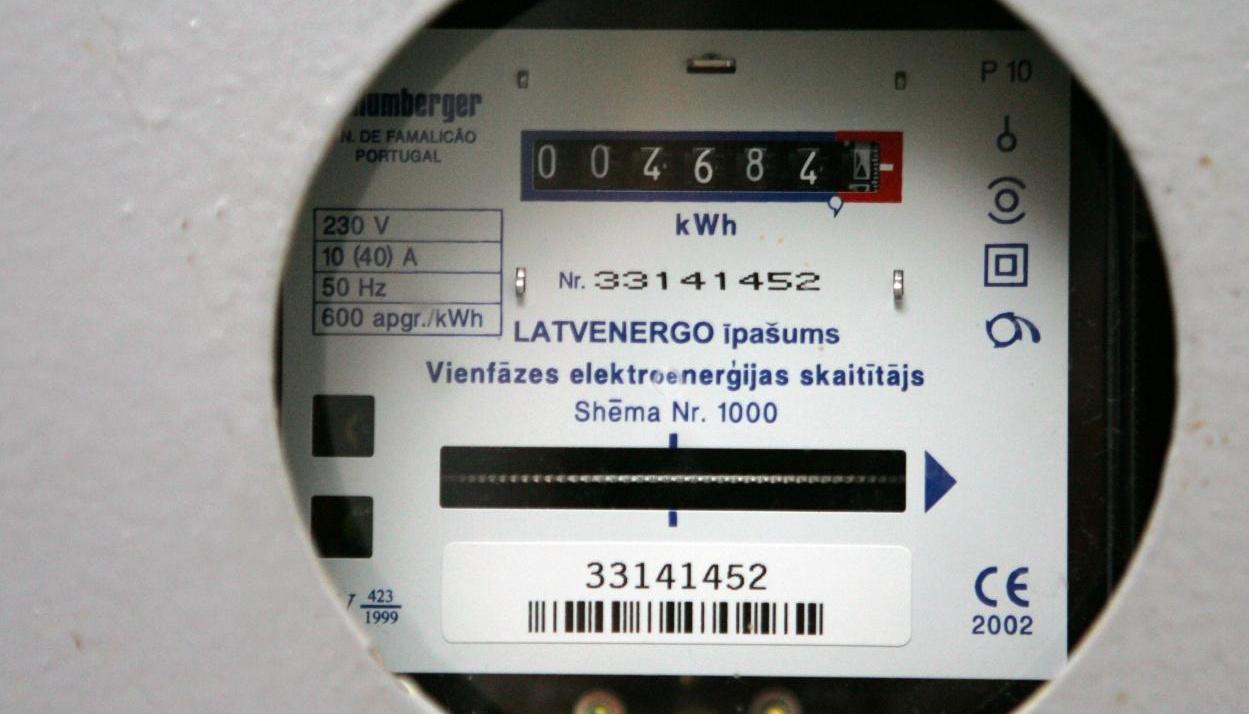 P 10
N. DE FAMALICÃO
PORTUGAL
0 0 4 6 8 4
kWh
230 V
10 (40) A
50 Hz
600 apgr./kWh
Nr. 33141452
LATVENERGO īpašums
Vienfāzes elektroenerģijas skaitītājs
Shēma Nr. 1000
33141452
423
1999
CE
2002